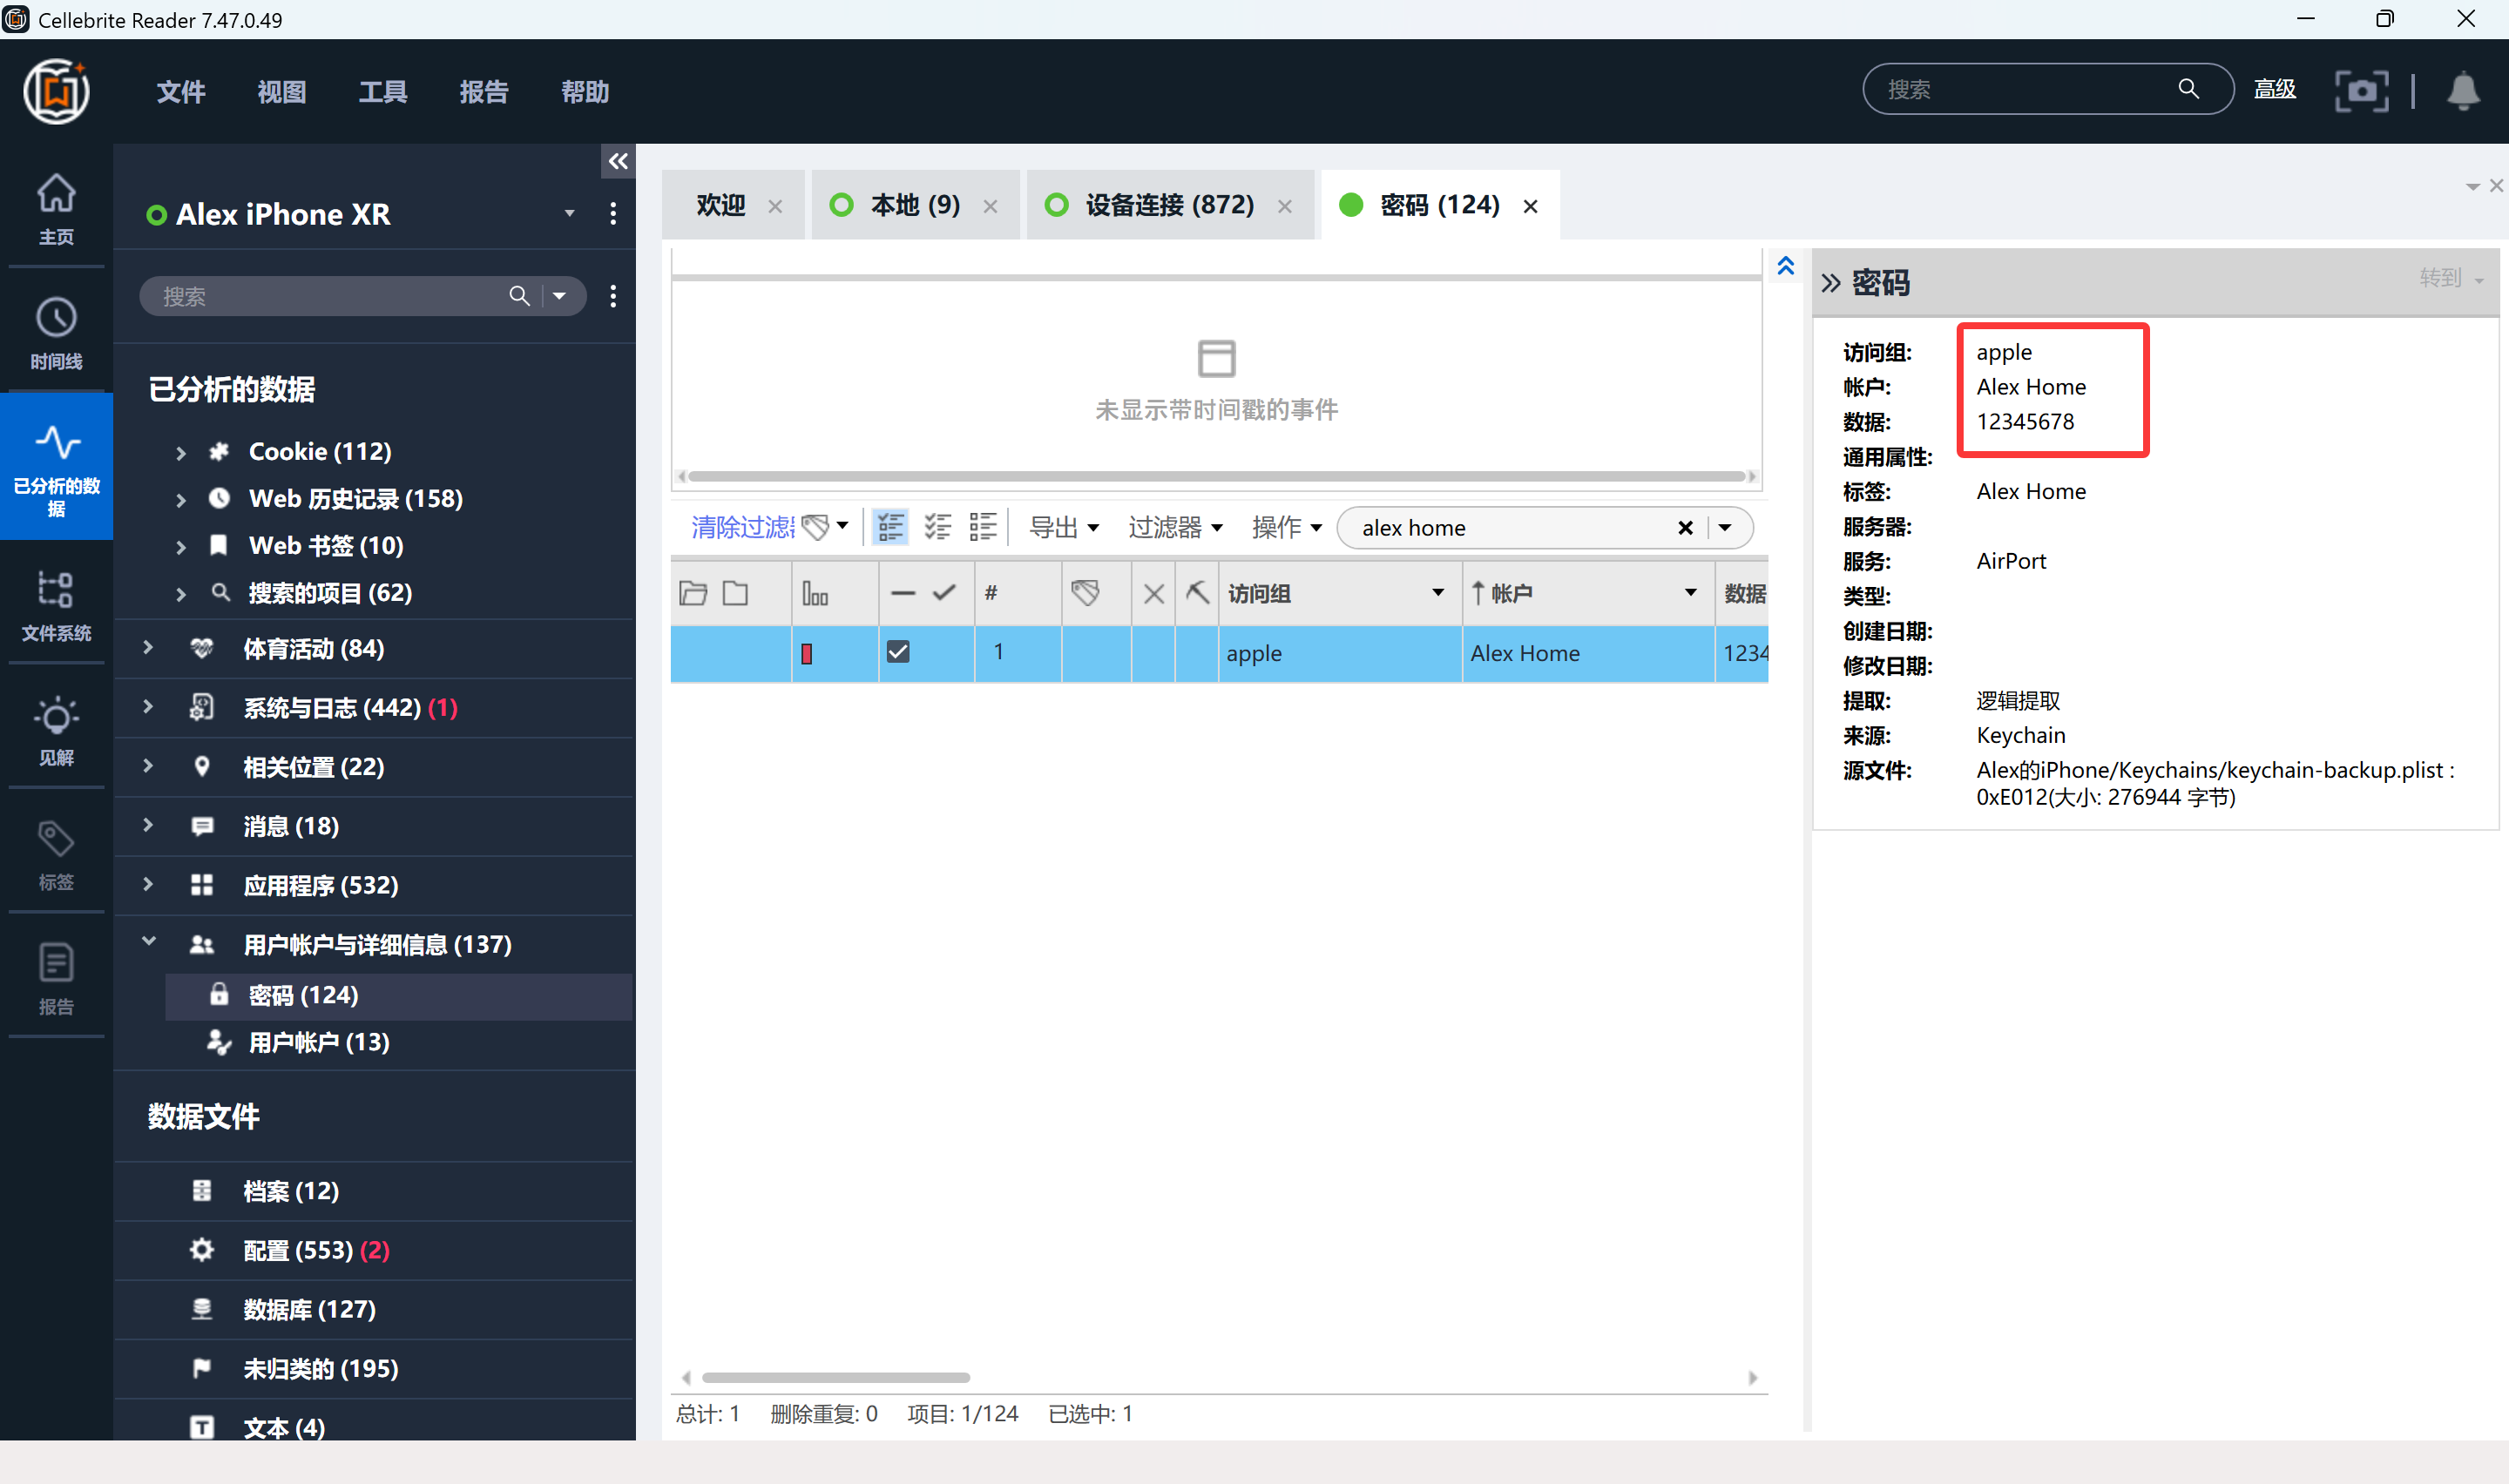 Cellebrite Reader 7.47.0.49
文件 视图 工具 报告 帮助
搜索
高级
主页
时间线
已分析的数
据
文件系统
见解
标签
报告
Alex iPhone XR
搜索
已分析的数据
Cookie (112)
Web 历史记录 (158)
Web 书签 (10)
搜索的项目 (62)
体育活动 (84)
系统与日志 (442) (1)
相关位置 (22)
消息 (18)
应用程序 (532)
用户帐户与详细信息 (137)
密码 (124)
用户帐户 (13)
数据文件
档案 (12)
配置 (553) (2)
数据库 (127)
未归类的 (195)
文本 (4)
欢迎 本地 (9) 设备连接 (872) 密码 (124)
未显示带时间戳的事件
清除过滤 导出 过滤器 操作 alex home
# 访问组 帐户 数据
1 apple Alex Home 1234
总计: 1 删除重复: 0 项目: 1/124 已选中: 1
密码 转到
访问组: apple
帐户: Alex Home
数据: 12345678
通用属性:
标签: Alex Home
服务器:
服务: AirPort
类型:
创建日期:
修改日期:
提取: 逻辑提取
来源: Keychain
源文件: Alex的iPhone/Keychains/keychain-backup.plist :
0xE012(大小: 276944 字节)